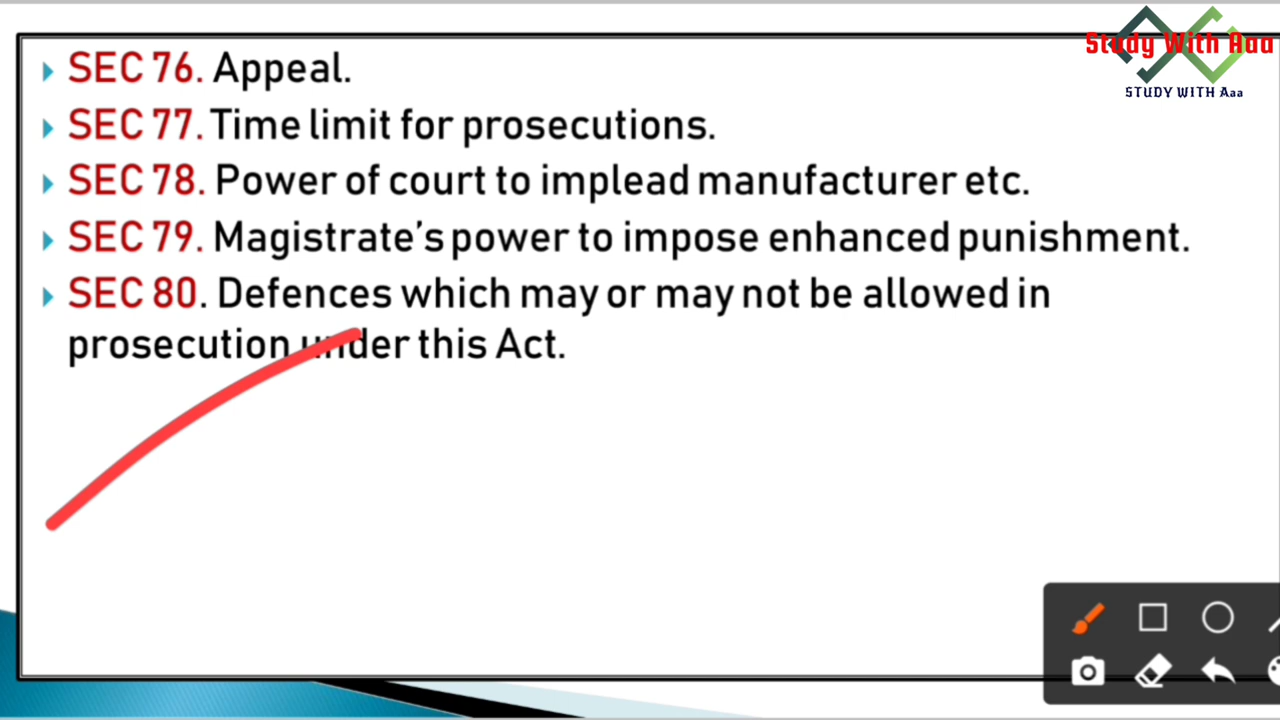 Study With Aaa
STUDY WITH Aaa
SEC 76. Appeal.
SEC 77. Time limit for prosecutions.
SEC 78. Power of court to implead manufacturer etc.
SEC 79. Magistrate’s power to impose enhanced punishment.
SEC 80. Defences which may or may not be allowed in
prosecution under this Act.